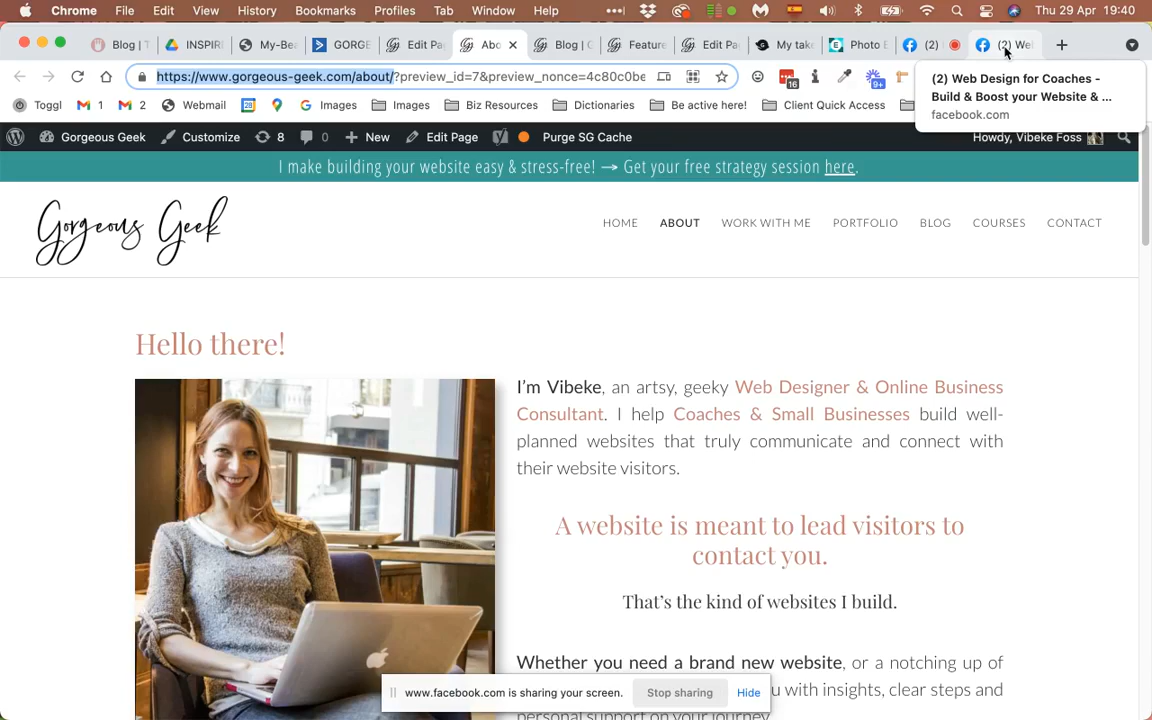 Chrome File Edit View History Bookmarks Profiles Tab Window Help Thu 29 Apr 19:40
Blog | T INSPIRI My-Bea GORGE Edit Pa Abo Blog | G Feature Edit Pa My take Photo E (2) (2) We
https://www.gorgeous-geek.com/about/?preview_id=7&preview_nonce=4c80c0be 16 9+
(2) Web Design for Coaches -
Build & Boost your Website & ...
facebook.com
Toggl 1 2 Webmail Images Images Biz Resources Be active here! Client Quick Access
28
Gorgeous Geek Customize 8 0 New Edit Page Purge SG Cache Howdy, Vibeke Foss
I make building your website easy & stress-free! → Get your free strategy session here.
Gorgeous Geek
HOME ABOUT WORK WITH ME PORTFOLIO BLOG COURSES CONTACT
Hello there!
I'm Vibeke, an artsy, geeky Web Designer & Online Business
Consultant. I help Coaches & Small Businesses build well-
planned websites that truly communicate and connect with
their website visitors.
A website is meant to lead visitors to
contact you.
That's the kind of websites I build.
Whether you need a brand new website, or a notching up of
u with insights, clear steps and
personal support on your journey
www.facebook.com is sharing your screen. Stop sharing Hide